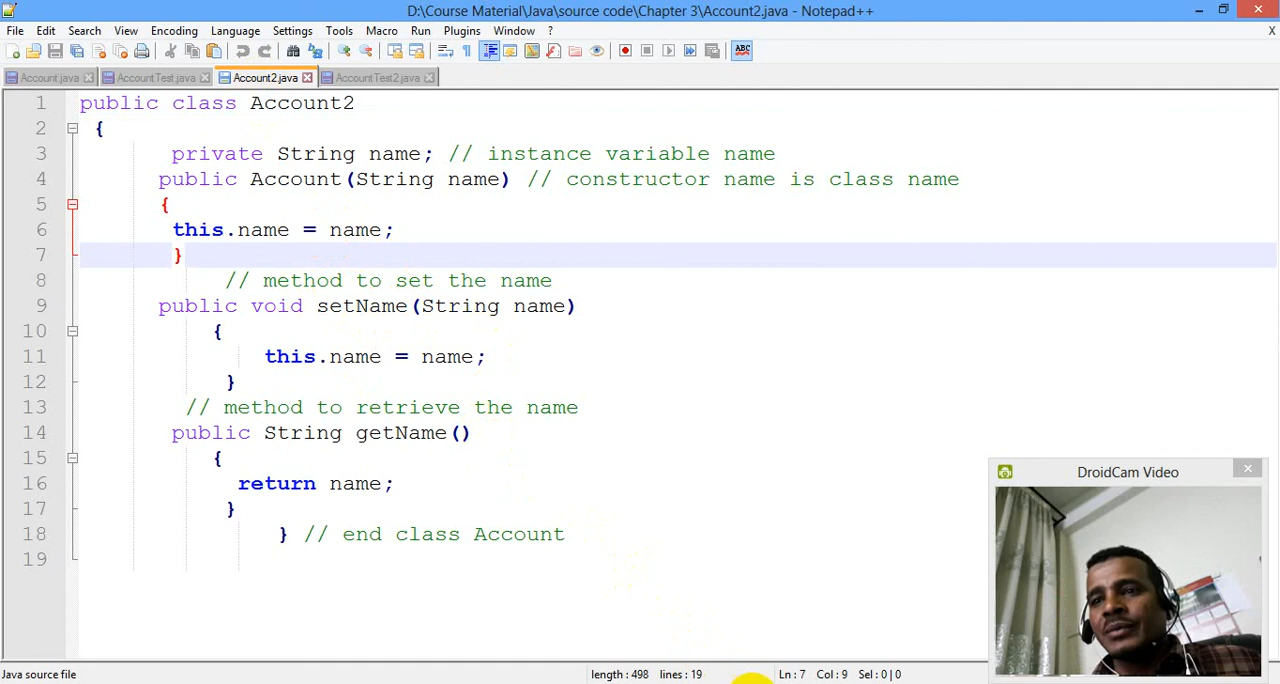 D:\Course Material\Java\source code\Chapter 3\Account2.java - Notepad++
File Edit Search View Encoding Language Settings Tools Macro Run Plugins Window ? X
ABC
Account.java AccountTest.java Account2.java AccountTest2.java
1 public class Account2
2 {
3 private String name; // instance variable name
4 public Account(String name) // constructor name is class name
5 {
6 this.name = name;
7 }
8 // method to set the name
9 public void setName(String name)
10 {
11 this.name = name;
12 }
13 // method to retrieve the name
14 public String getName()
15 {
16 return name;
17 }
18 } // end class Account
19
DroidCam Video
Java source file length : 498 lines : 19 Ln : 7 Col : 9 Sel : 0 | 0